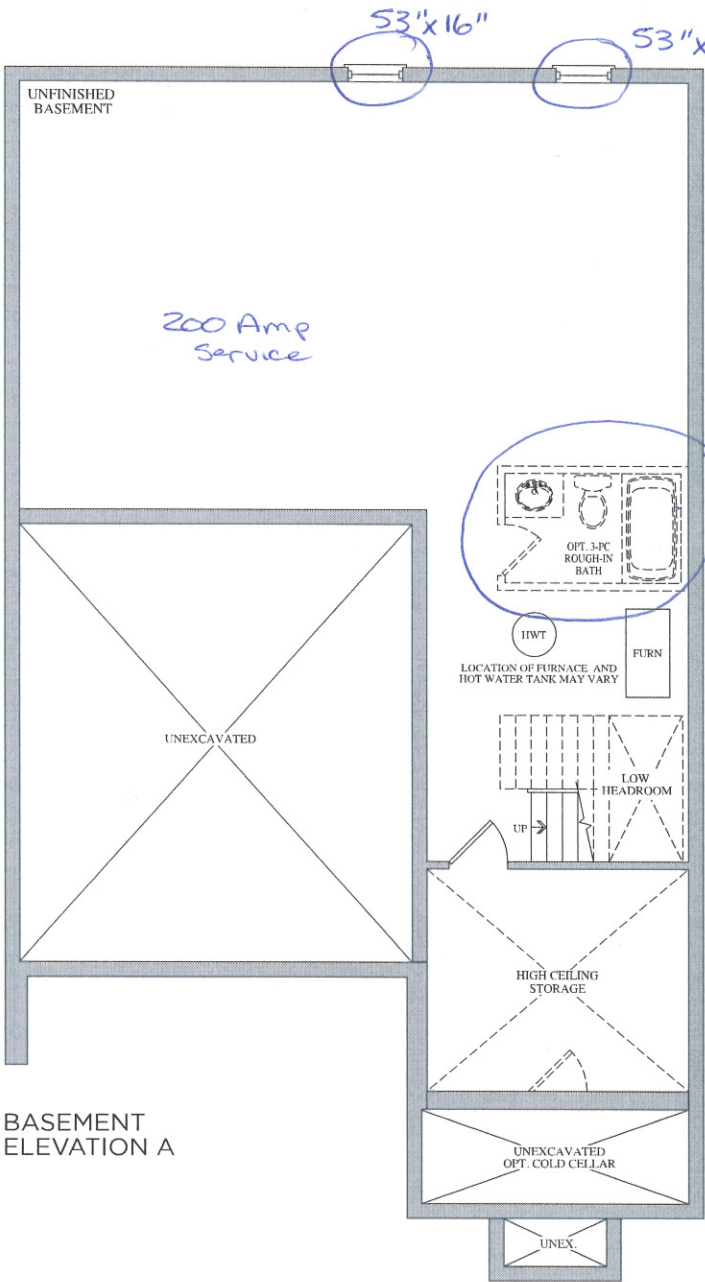 53"x16"
53"x
UNFINISHED
BASEMENT
200 Amp
Service
OPT. 3-PC
ROUGH-IN
BATH
HWT
FURN
LOCATION OF FURNACE AND
HOT WATER TANK MAY VARY
UNEXCAVATED
LOW
HEADROOM
UP
HIGH CEILING
STORAGE
BASEMENT
ELEVATION A
UNEXCAVATED
OPT. COLD CELLAR
UNEX.